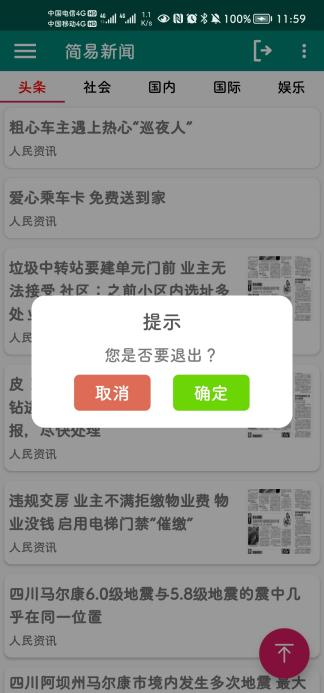 中国电信4G HD
中国移动4G HD
4G
4G
1.1
K/s
100%
11:59
简易新闻
头条
社会
国内
国际
娱乐
粗心车主遇上热心“巡夜人”
人民资讯
爱心乘车卡 免费送到家
人民资讯
垃圾中转站要建单元门前 业主无
法接受 社区：之前小区内选址多
处
人民
提示
您是否要退出？
取消
确定
皮
钻
报，尽快处理
人民资讯
违规交房 业主不满拒缴物业费 物
业没钱 启用电梯门禁“催缴”
人民资讯
四川马尔康6.0级地震与5.8级地震的震中几
乎在同一位置
人民资讯
四川阿坝州马尔康市境内发生多次地震 最大